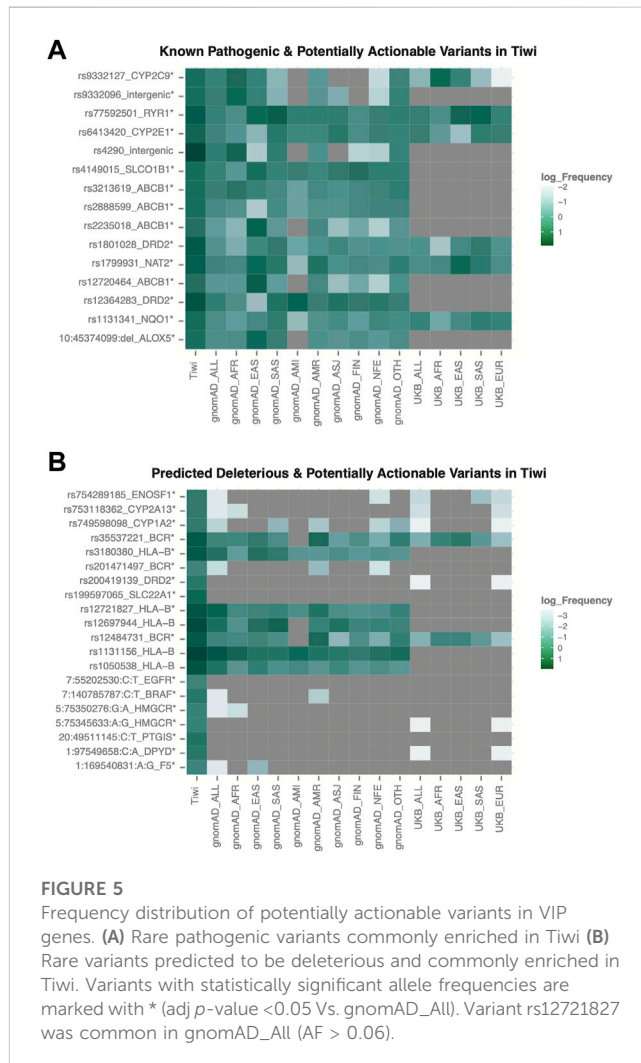 A
Known Pathogenic & Potentially Actionable Variants in Tiwi
rs9332127_CYP2C9*
rs9332096_intergenic*
rs77592501_RYR1*
rs6413420_CYP2E1*
rs4290_intergenic
rs4149015_SLCO1B1*
rs3213619_ABCB1*
rs2888599_ABCB1*
rs2235018_ABCB1*
rs1801028_DRD2*
rs1799931_NAT2*
rs12720464_ABCB1*
rs12364283_DRD2*
rs1131341_NQO1*
10:45374099:del_ALOX5*
log_Frequency
−2
−1
0
1
Tiwi
gnomAD_ALL
gnomAD_AFR
gnomAD_EAS
gnomAD_SAS
gnomAD_AMI
gnomAD_AMR
gnomAD_ASJ
gnomAD_FIN
gnomAD_NFE
gnomAD_OTH
UKB_ALL
UKB_AFR
UKB_EAS
UKB_SAS
UKB_EUR
B
Predicted Deleterious & Potentially Actionable Variants in Tiwi
rs754289185_ENOSF1*
rs753118362_CYP2A13*
rs749598098_CYP1A2*
rs35537221_BCR*
rs3180380_HLA−B*
rs201471497_BCR*
rs200419139_DRD2*
rs199597065_SLC22A1*
rs12721827_HLA−B*
rs12697944_HLA−B
rs12484731_BCR*
rs1131156_HLA−B
rs1050538_HLA−B
7:55202530:C:T_EGFR*
7:140785787:C:T_BRAF*
5:75350276:G:A_HMGCR*
5:75345633:A:G_HMGCR*
20:49511145:C:T_PTGIS*
1:97549658:C:A_DPYD*
1:169540831:A:G_F5*
log_Frequency
−3
−2
−1
0
1
Tiwi
gnomAD_ALL
gnomAD_AFR
gnomAD_EAS
gnomAD_SAS
gnomAD_AMI
gnomAD_AMR
gnomAD_ASJ
gnomAD_FIN
gnomAD_NFE
gnomAD_OTH
UKB_ALL
UKB_AFR
UKB_EAS
UKB_SAS
UKB_EUR
FIGURE 5
Frequency distribution of potentially actionable variants in VIP
genes. (A) Rare pathogenic variants commonly enriched in Tiwi (B)
Rare variants predicted to be deleterious and commonly enriched in
Tiwi. Variants with statistically significant allele frequencies are
marked with * (adj p-value <0.05 Vs. gnomAD_All). Variant rs12721827
was common in gnomAD_All (AF > 0.06).